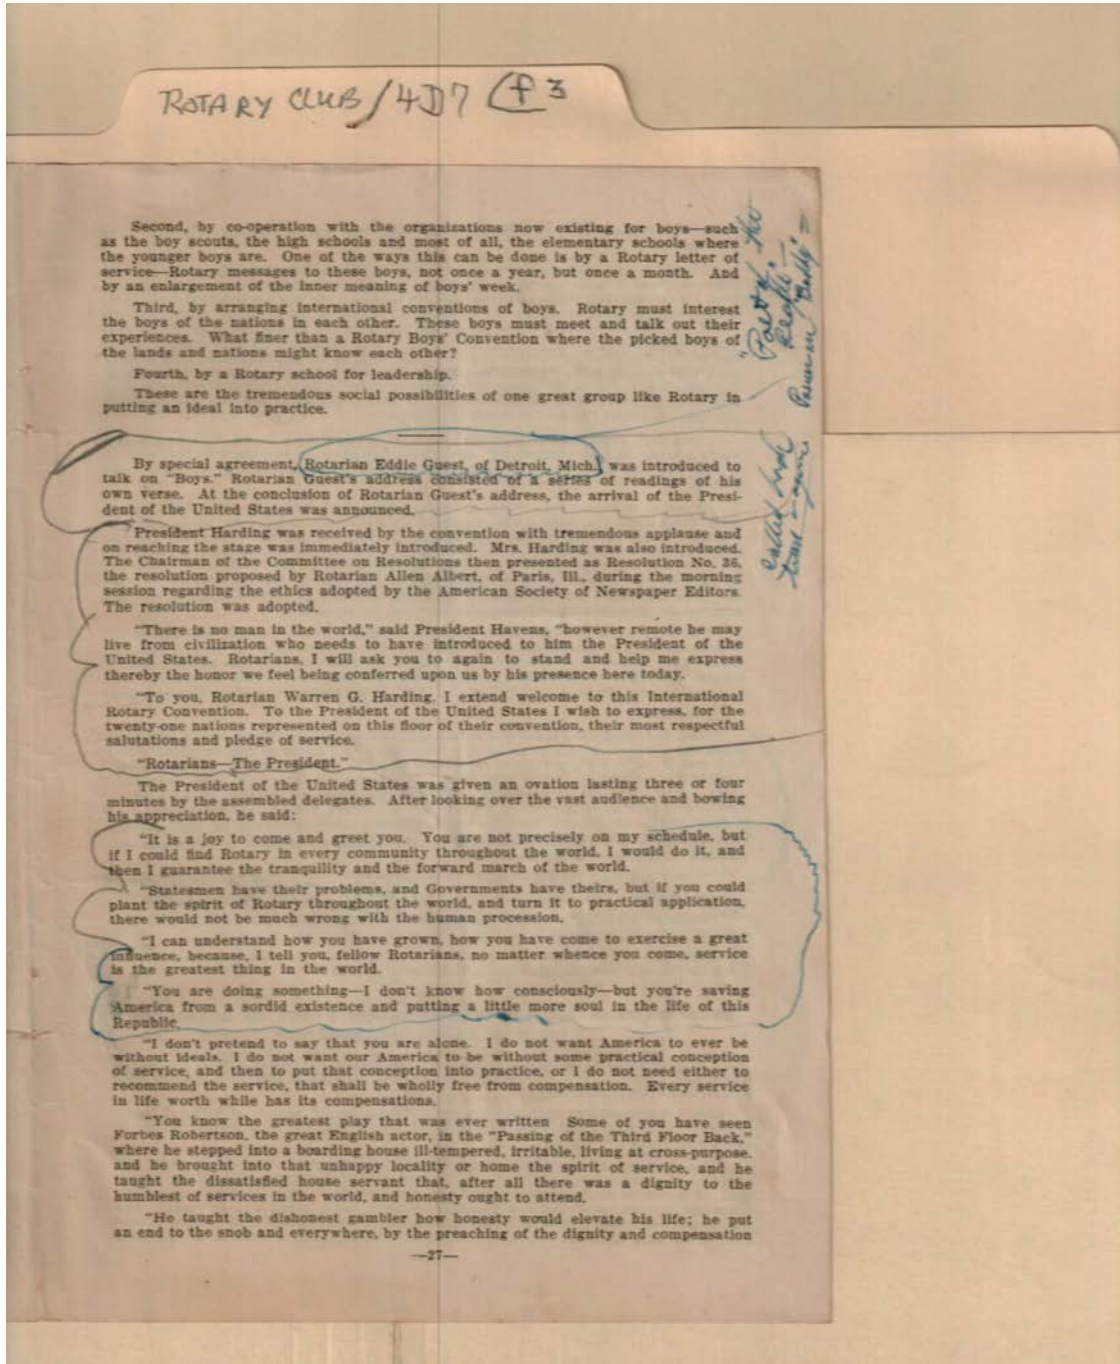 ROTARY CLUB/4D7 (f3
Second, by co-operation with the organizations now existing for boys—such
as the boy scouts, the high schools and most of all, the elementary schools where
the younger boys are. One of the ways this can be done is by a Rotary letter of
service—Rotary messages to these boys, not once a year, but once a month. And
by an enlargement of the inner meaning of boys' week.
Third, by arranging international conventions of boys. Rotary must interest
the boys of the nations in each other. These boys must meet and talk out their
experiences. What finer than a Rotary Boys' Convention where the picked boys of
the lands and nations might know each other?
Fourth, by a Rotary school for leadership.
These are the tremendous social possibilities of one great group like Rotary in
putting an ideal into practice.
"Poet of the
People"
By special agreement, Rotarian Eddie Guest, of Detroit, Mich., was introduced to
talk on "Boys." Rotarian Guest's address consisted of a series of readings of his
own verse. At the conclusion of Rotarian Guest's address, the arrival of the Presi-
dent of the United States was announced.
President Harding was received by the convention with tremendous applause and
on reaching the stage was immediately introduced. Mrs. Harding was also introduced.
The Chairman of the Committee on Resolutions then presented as Resolution No. 36,
the resolution proposed by Rotarian Allen Albert, of Paris, Ill., during the morning
session regarding the ethics adopted by the American Society of Newspaper Editors.
The resolution was adopted.
"There is no man in the world," said President Havens, "however remote he may
live from civilization who needs to have introduced to him the President of the
United States. Rotarians, I will ask you to again to stand and help me express
thereby the honor we feel being conferred upon us by his presence here today.
"To you, Rotarian Warren G. Harding, I extend welcome to this International
Rotary Convention. To the President of the United States I wish to express, for the
twenty-one nations represented on this floor of their convention, their most respectful
salutations and pledge of service.
"Rotarians—The President."
The President of the United States was given an ovation lasting three or four
minutes by the assembled delegates. After looking over the vast audience and bowing
his appreciation, he said:
"It is a joy to come and greet you. You are not precisely on my schedule, but
if I could find Rotary in every community throughout the world, I would do it, and
then I guarantee the tranquility and the forward march of the world.
"Statesmen have their problems, and Governments have theirs, but if you could
plant the spirit of Rotary throughout the world, and turn it to practical application,
there would not be much wrong with the human procession.
"I can understand how you have grown, how you have come to exercise a great
influence, because, I tell you, fellow Rotarians, no matter whence you come, service
is the greatest thing in the world.
"You are doing something—I don't know how consciously—but you're saving
America from a sordid existence and putting a little more soul in the life of this
Republic.
"I don't pretend to say that you are alone. I do not want America to ever be
without ideals. I do not want our America to be without some practical conception
of service, and then to put that conception into practice, or I do not need either to
recommend the service, that shall be wholly free from compensation. Every service
in life worth while has its compensations.
"You know the greatest play that was ever written Some of you have seen
Forbes Robertson, the great English actor, in the "Passing of the Third Floor Back,"
where he stepped into a boarding house ill-tempered, irritable, living at cross-purpose,
and he brought into that unhappy locality or home the spirit of service, and he
taught the dissatisfied house servant that, after all there was a dignity to the
humblest of services in the world, and honesty ought to attend.
"He taught the dishonest gambler how honesty would elevate his life; he put
an end to the snob and everywhere, by the preaching of the dignity and compensation
—27—